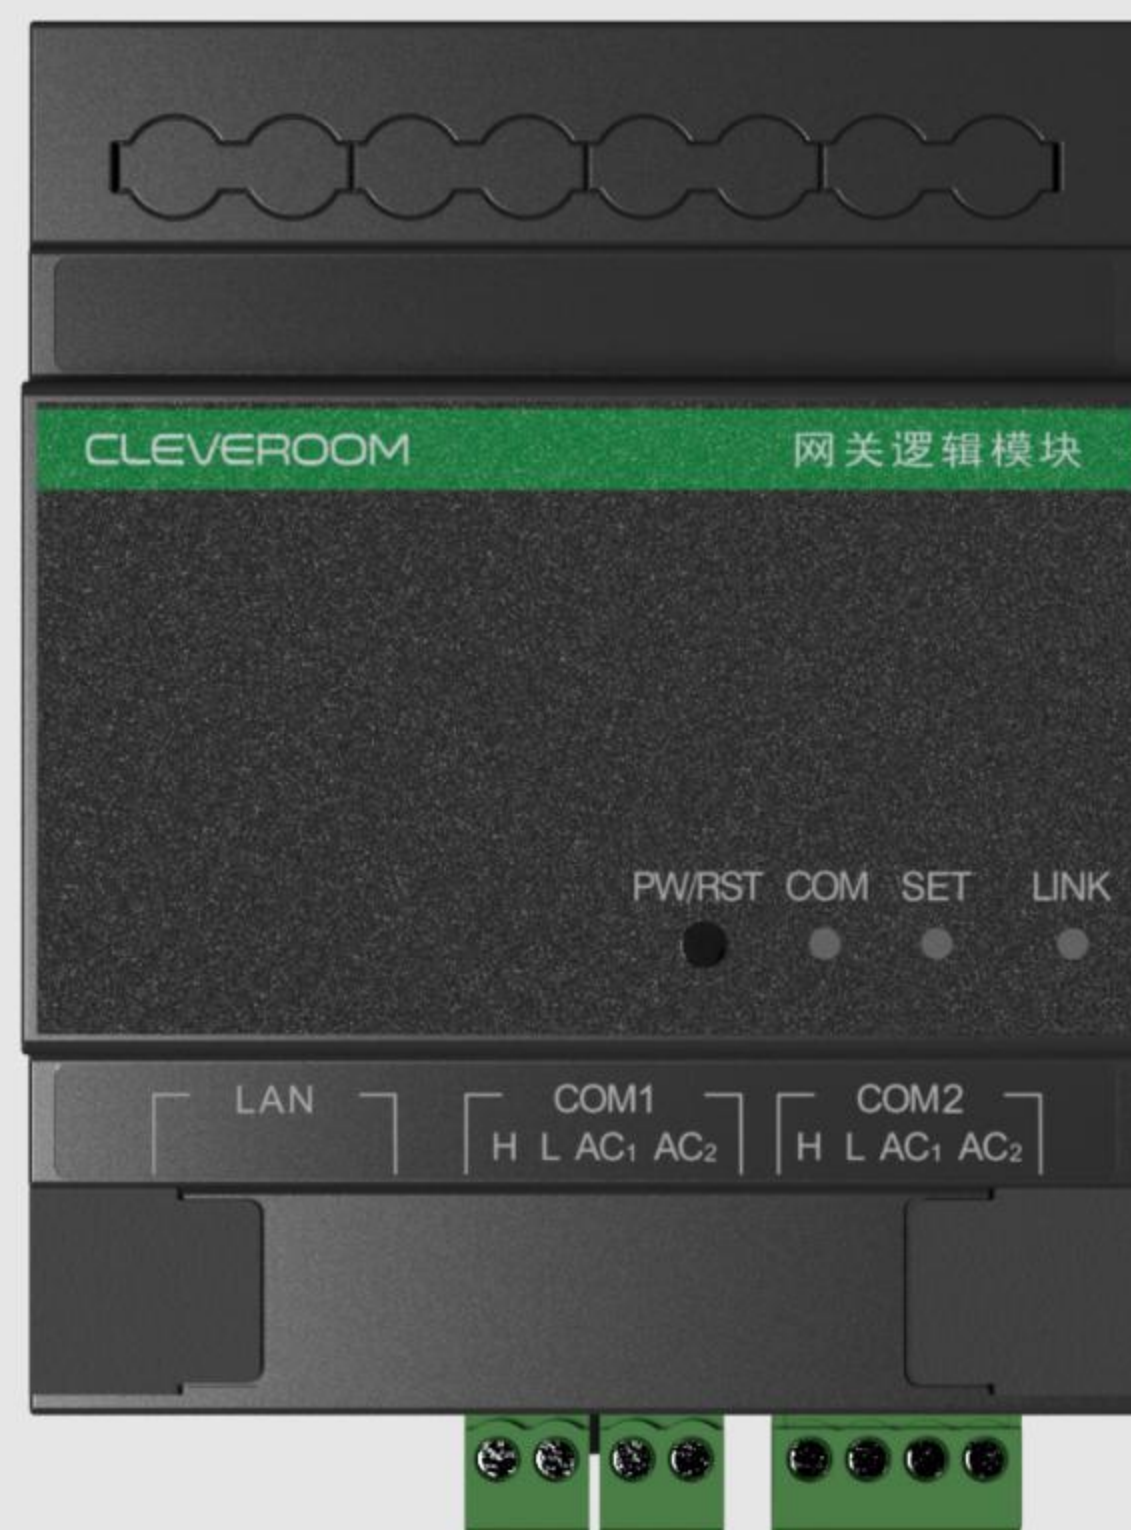 CLEVEROOM 网关逻辑模块
PW/RST COM SET LINK
LAN COM1 COM2
H L AC₁ AC₂ H L AC₁ AC₂